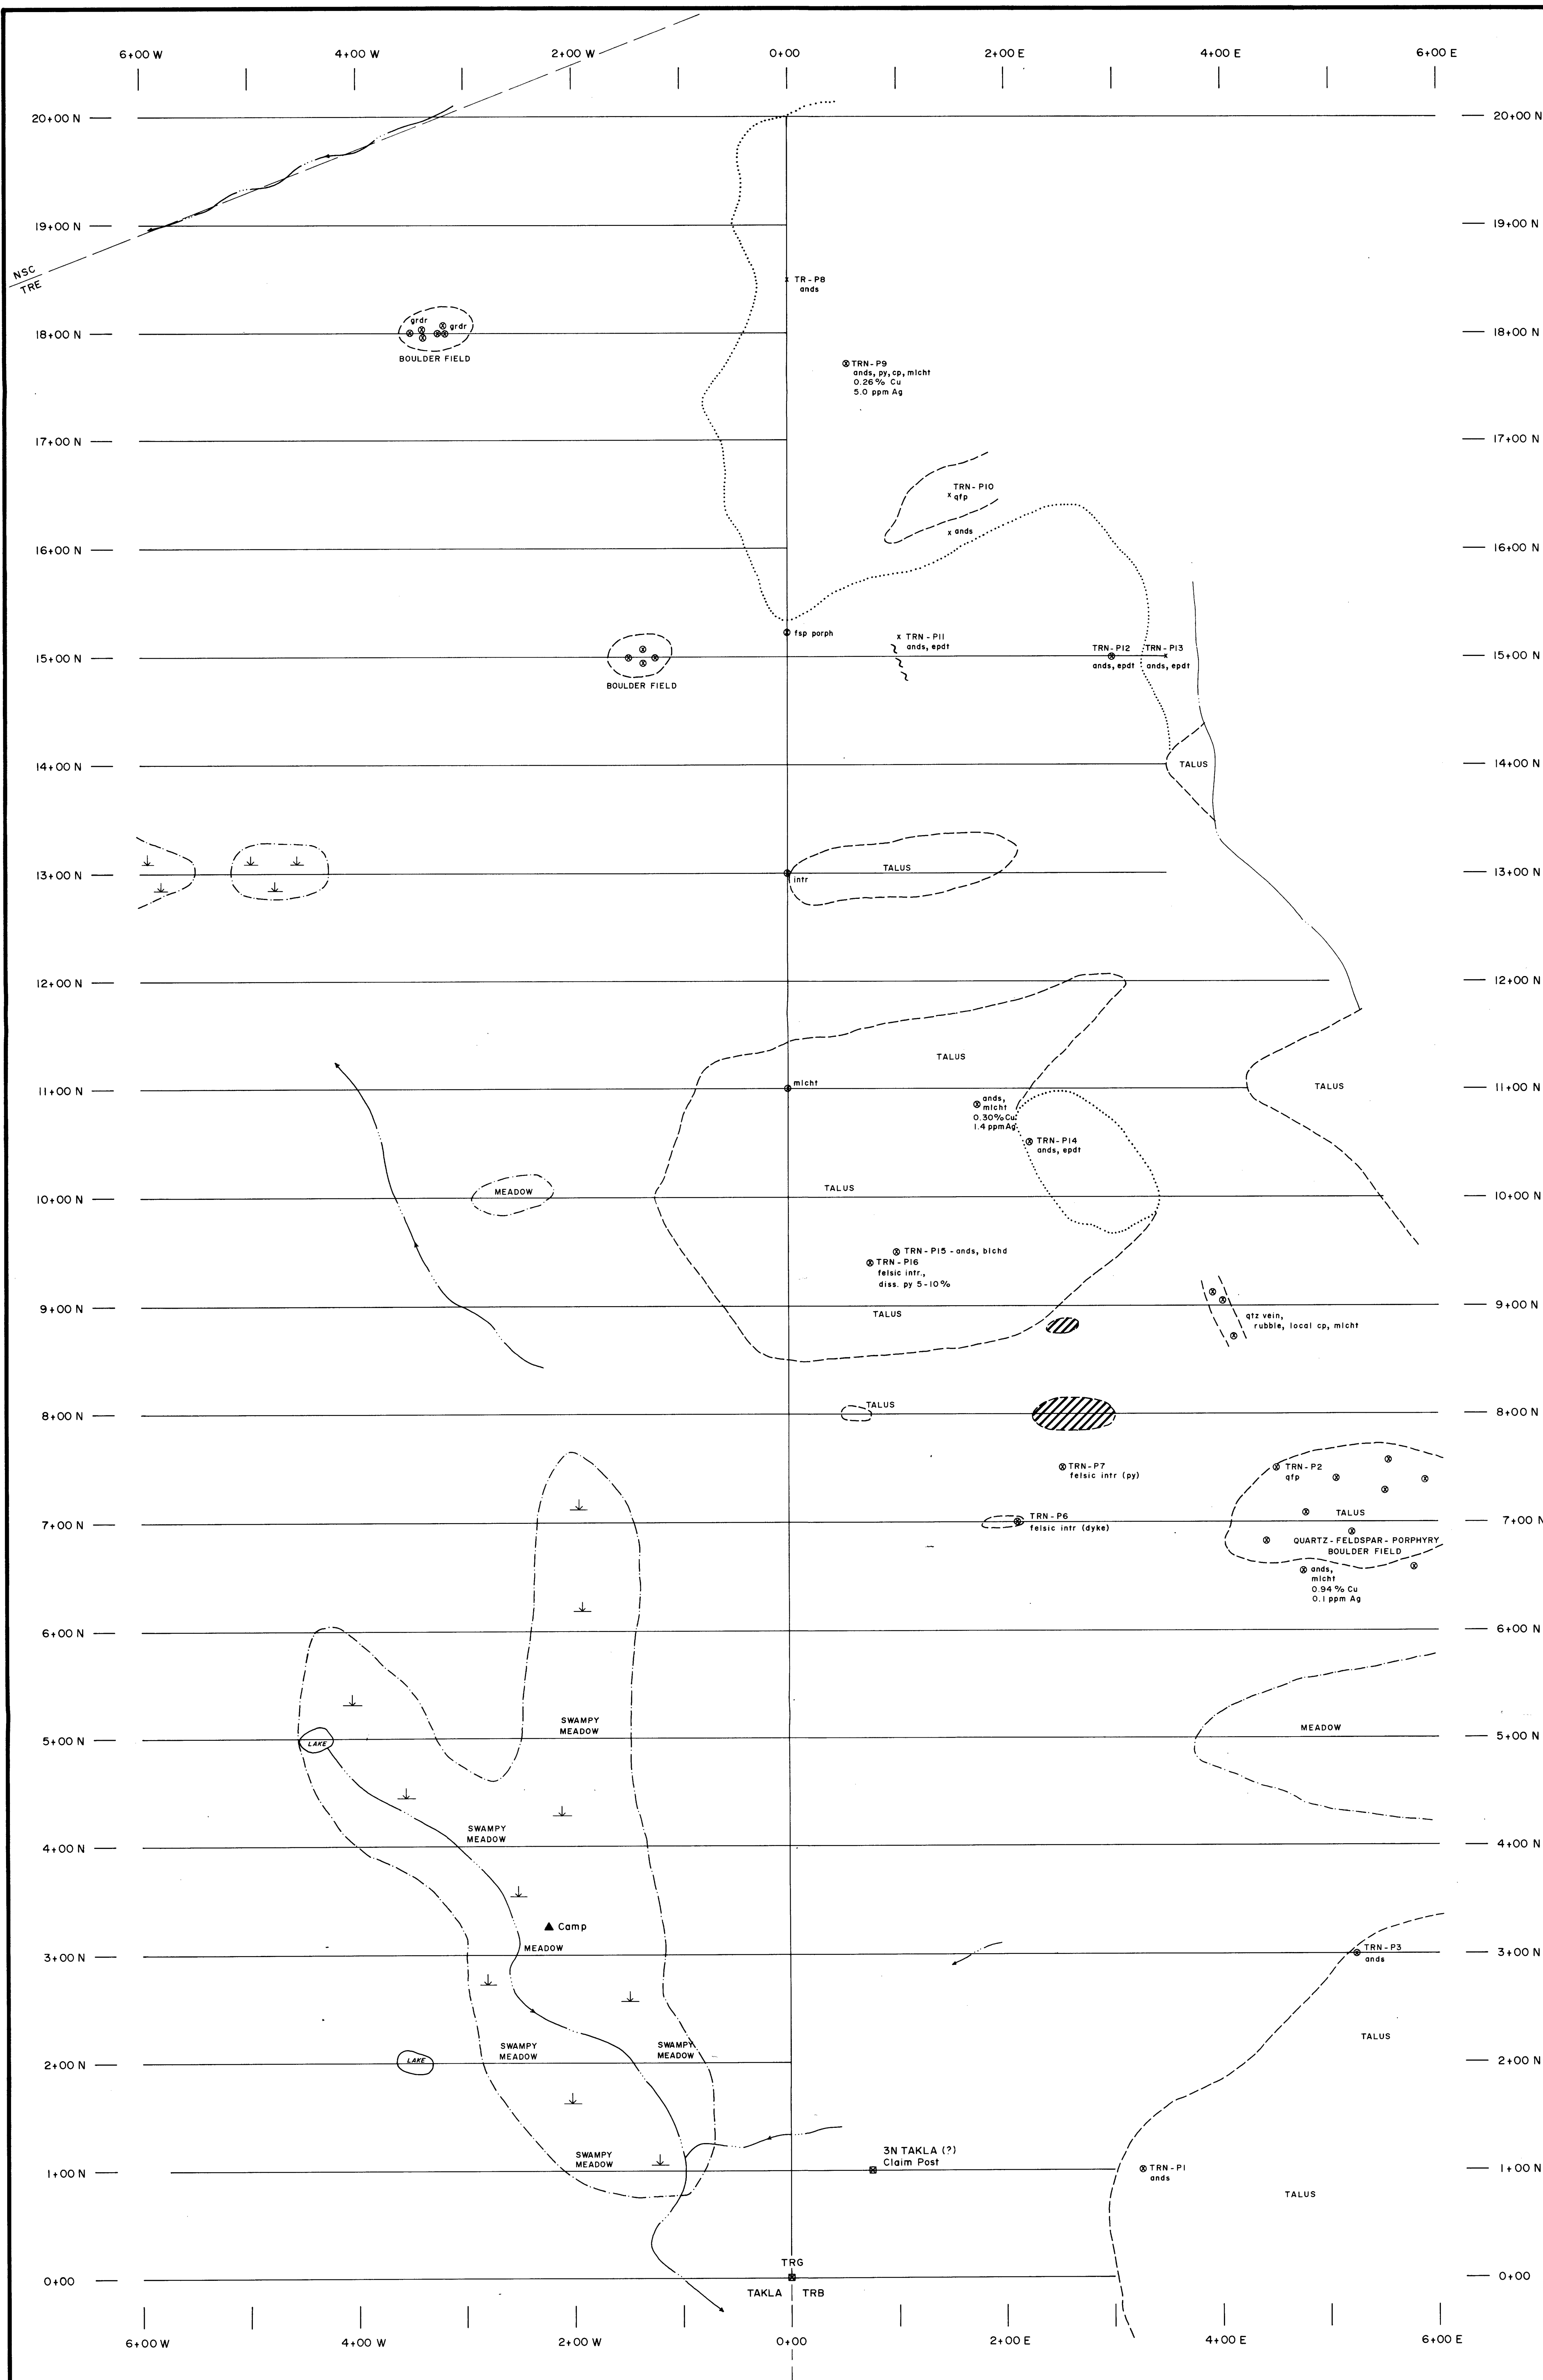 6+00 W
4+00 W
2+00 W
0+00
2+00 E
4+00 E
6+00 E
20+00 N
20+00 N
19+00 N
19+00 N
NSC
TRE
TR-P8
ands
grdr
grdr
18+00 N
18+00 N
BOULDER FIELD
TRN-P9
ands, py, cp, mlcht
0.26% Cu
5.0 ppm Ag
17+00 N
17+00 N
TRN-P10
qfp
ands
16+00 N
16+00 N
fsp porph
TRN-P11
ands, epdt
TRN-P12
ands, epdt
TRN-P13
ands, epdt
15+00 N
15+00 N
BOULDER FIELD
14+00 N
TALUS
14+00 N
TALUS
13+00 N
intr
13+00 N
12+00 N
12+00 N
TALUS
mlcht
11+00 N
TALUS
11+00 N
ands,
mlcht
0.30% Cu
1.4 ppm Ag
TRN-P14
ands, epdt
MEADOW
TALUS
10+00 N
10+00 N
TRN-P15 - ands, blchd
TRN-P16
felsic intr.,
diss. py 5-10%
9+00 N
9+00 N
TALUS
qtz vein,
rubble, local cp, mlcht
TALUS
8+00 N
8+00 N
TRN-P7
felsic intr (py)
TRN-P2
qfp
TALUS
TRN-P6
felsic intr (dyke)
7+00 N
7+00 N
QUARTZ-FELDSPAR-PORPHYRY
BOULDER FIELD
ands,
mlcht
0.94% Cu
0.1 ppm Ag
6+00 N
6+00 N
SWAMPY
MEADOW
MEADOW
5+00 N
LAKE
5+00 N
SWAMPY
MEADOW
4+00 N
4+00 N
Camp
MEADOW
3+00 N
TRN-P3
ands
3+00 N
TALUS
SWAMPY
MEADOW
SWAMPY
MEADOW
2+00 N
LAKE
2+00 N
SWAMPY
MEADOW
3N TAKLA (?)
Claim Post
1+00 N
TRN-P1
ands
1+00 N
TALUS
TRG
0+00
0+00
TAKLA
TRB
6+00 W
4+00 W
2+00 W
0+00
2+00 E
4+00 E
6+00 E